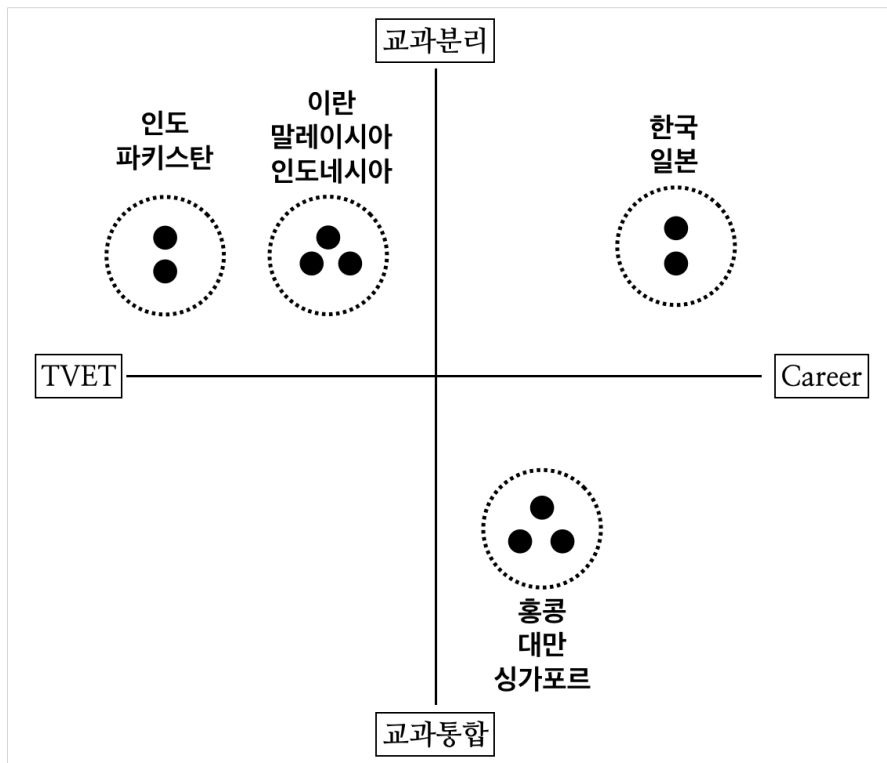 교과분리
인도
파키스탄
이란
말레이시아
인도네시아
한국
일본
TVET
Career
홍콩
대만
싱가포르
교과통합